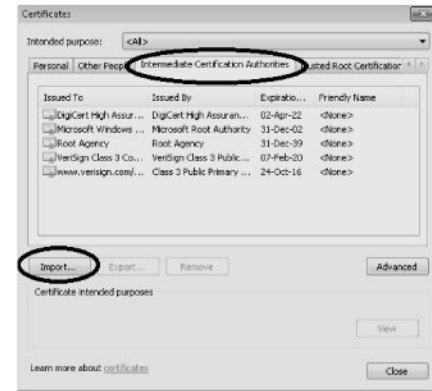 Certificates
Intended purpose: <All>
Personal Other People Intermediate Certification Authorities Trusted Root Certification
Issued To Issued By Expiratio... Friendly Name
DigiCert High Assur... DigiCert High Assuran... 02-Apr-22 <None>
Microsoft Windows ... Microsoft Root Authority 31-Dec-02 <None>
Root Agency Root Agency 31-Dec-39 <None>
VeriSign Class 3 Co... VeriSign Class 3 Public... 07-Feb-20 <None>
www.verisign.com/... Class 3 Public Primary ... 24-Oct-16 <None>
Import... Export... Remove Advanced
Certificate intended purposes
View
Learn more about certificates
Close